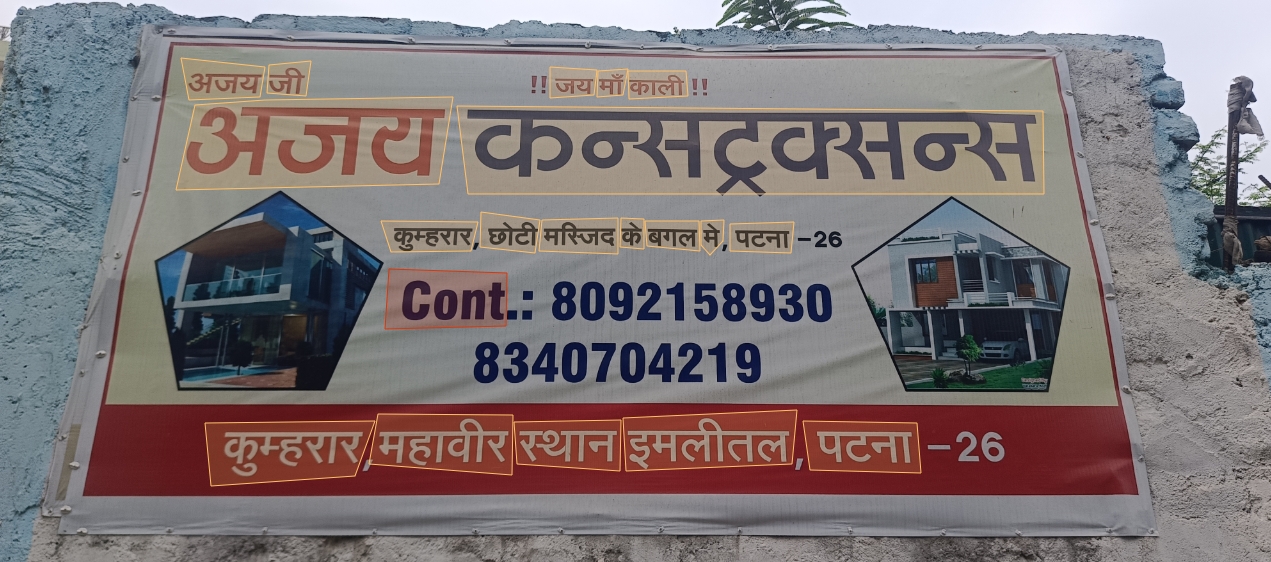 अजय जी !! जय माँ काली !!
अजय कन्सट्रक्सन्स
कुम्हरार, छोटी मस्जिद के बगल मे, पटना -26
Cont.: 8092158930
8340704219
कुम्हरार, महावीर स्थान इमलीतल, पटना -26